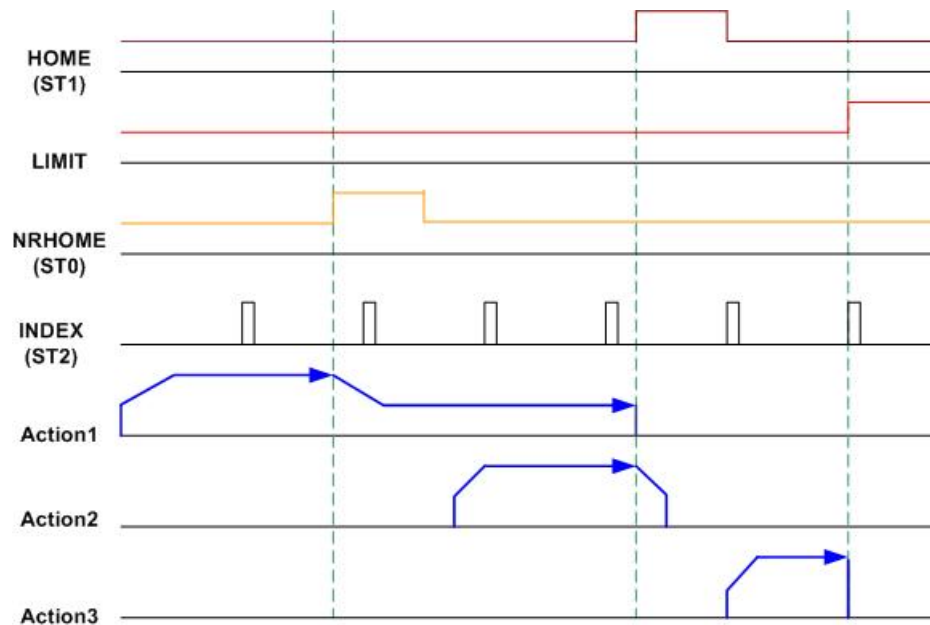 HOME
(ST1)
LIMIT
NRHOME
(ST0)
INDEX
(ST2)
Action1
Action2
Action3